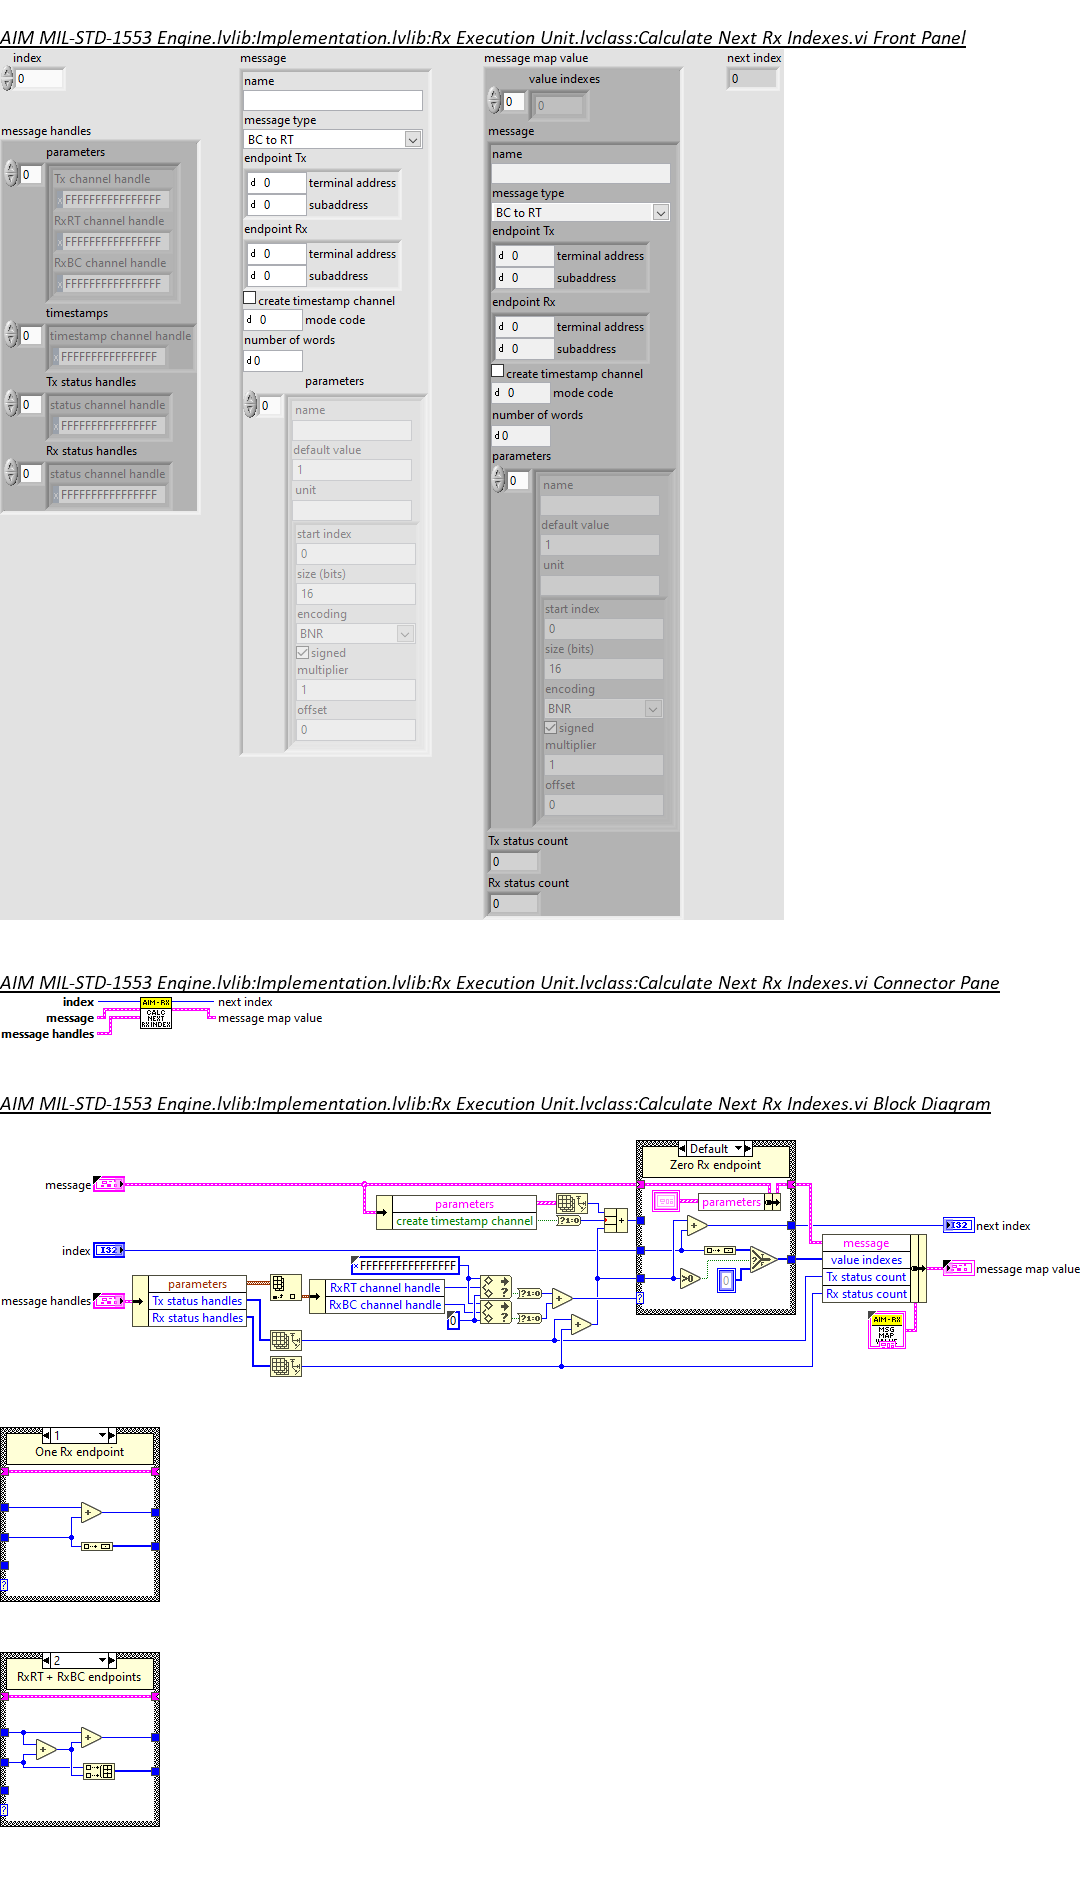 AIM MIL-STD-1553 Engine.lvlib:Implementation.lvlib:Rx Execution Unit.lvclass:Calculate Next Rx Indexes.vi Front Panel
index
0
message handles
parameters
0
Tx channel handle
x FFFFFFFFFFFFFFFF
RxRT channel handle
x FFFFFFFFFFFFFFFF
RxBC channel handle
x FFFFFFFFFFFFFFFF
timestamps
0
timestamp channel handle
x FFFFFFFFFFFFFFFF
Tx status handles
0
status channel handle
x FFFFFFFFFFFFFFFF
Rx status handles
0
status channel handle
x FFFFFFFFFFFFFFFF
message
name
message type
BC to RT
endpoint Tx
d 0 terminal address
d 0 subaddress
endpoint Rx
d 0 terminal address
d 0 subaddress
create timestamp channel
d 0 mode code
number of words
d 0
parameters
0
name
default value
1
unit
start index
0
size (bits)
16
encoding
BNR
signed
multiplier
1
offset
0
message map value
value indexes
0
0
message
name
message type
BC to RT
endpoint Tx
d 0 terminal address
d 0 subaddress
endpoint Rx
d 0 terminal address
d 0 subaddress
create timestamp channel
d 0 mode code
number of words
d 0
parameters
0
name
default value
1
unit
start index
0
size (bits)
16
encoding
BNR
signed
multiplier
1
offset
0
Tx status count
0
Rx status count
0
next index
0
AIM MIL-STD-1553 Engine.lvlib:Implementation.lvlib:Rx Execution Unit.lvclass:Calculate Next Rx Indexes.vi Connector Pane
index
message
message handles
AIM-RX
CALC
NEXT
RX INDEX
next index
message map value
AIM MIL-STD-1553 Engine.lvlib:Implementation.lvlib:Rx Execution Unit.lvclass:Calculate Next Rx Indexes.vi Block Diagram
message
index
I32
message handles
parameters
create timestamp channel
?1:0
x FFFFFFFFFFFFFFFF
parameters
Tx status handles
Rx status handles
RxRT channel handle
RxBC channel handle
0
?
?
?1:0
?1:0
+
+
+
Default
Zero Rx endpoint
parameters
+
>0
0
T
?
F
?
message
value indexes
Tx status count
Rx status count
I32 next index
message map value
AIM-RX
MSG
MAP
1
One Rx endpoint
+
?
2
RxRT + RxBC endpoints
+
+
?